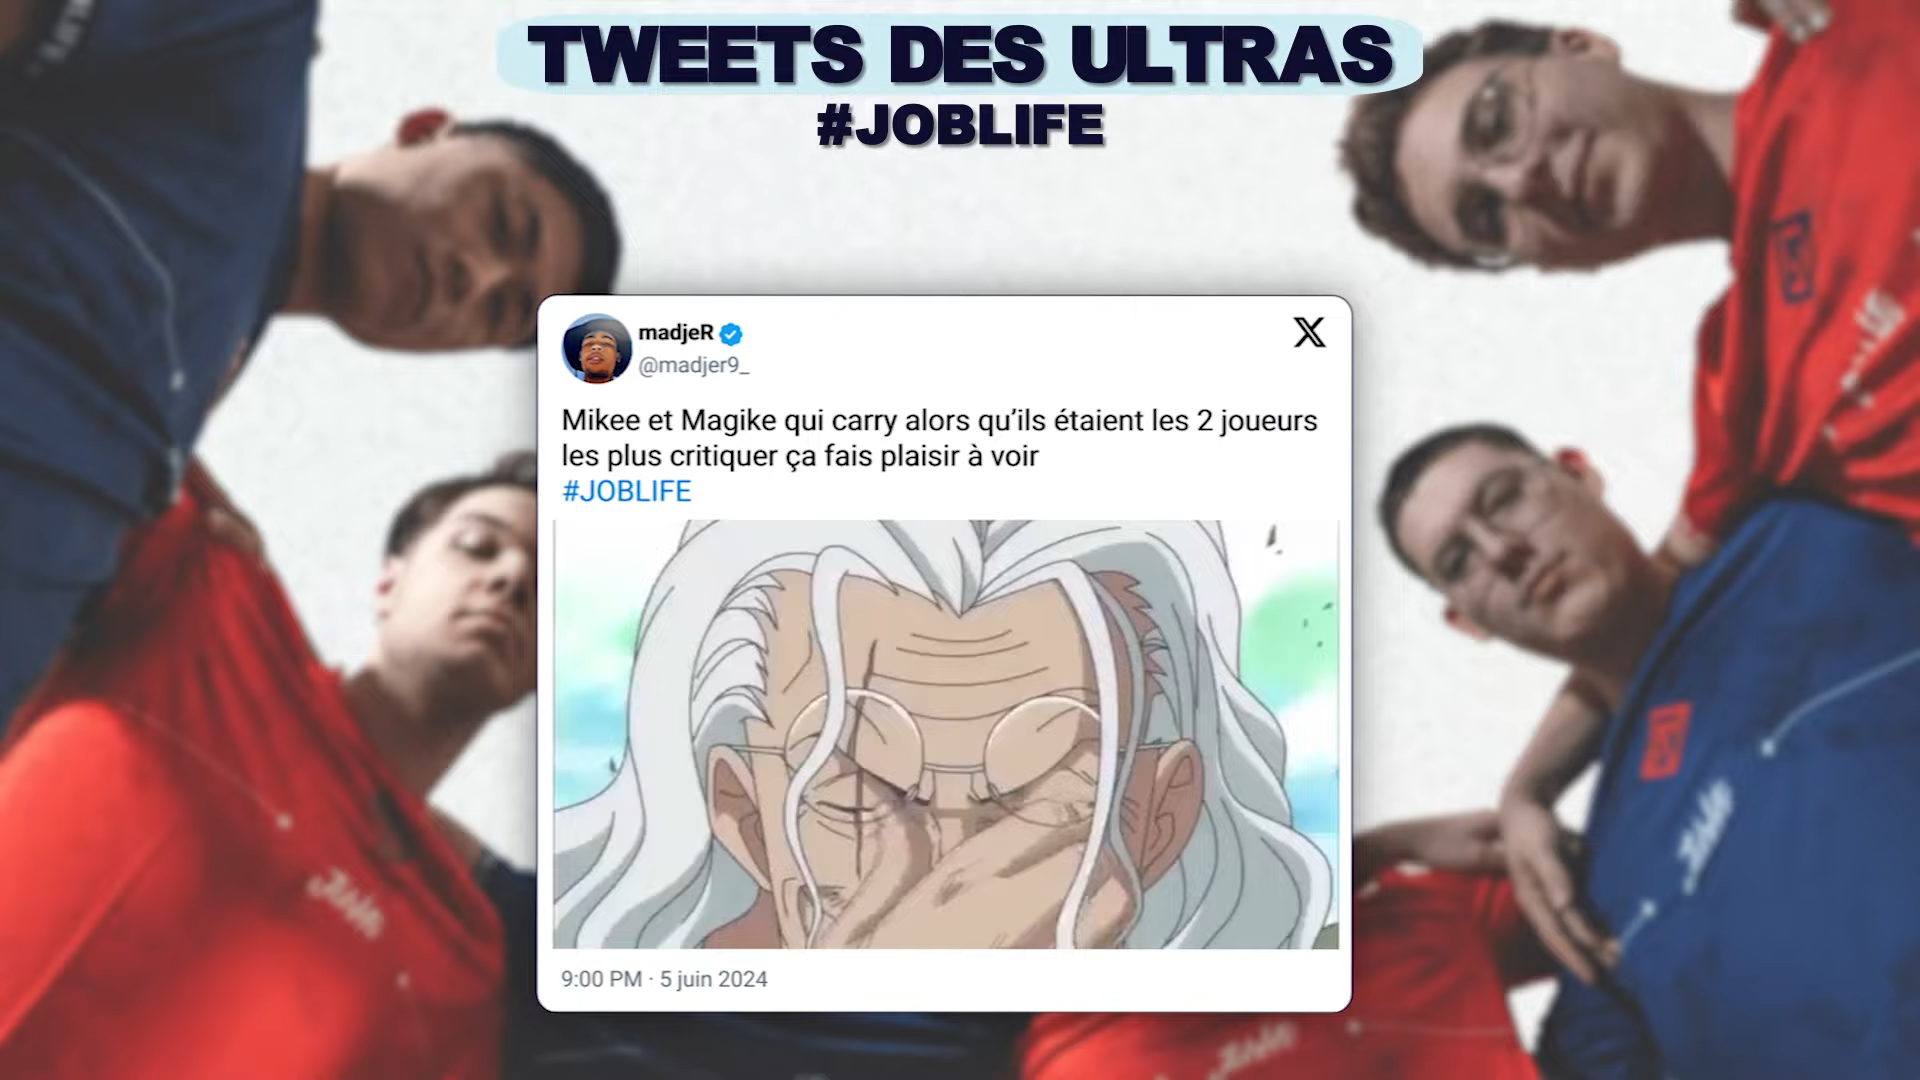 TWEETS DES ULTRAS
#JOBLIFE
madjeR
@madjer9_
Mikee et Magike qui carry alors qu’ils étaient les 2 joueurs
les plus critiquer ça fais plaisir à voir
#JOBLIFE
9:00 PM · 5 juin 2024